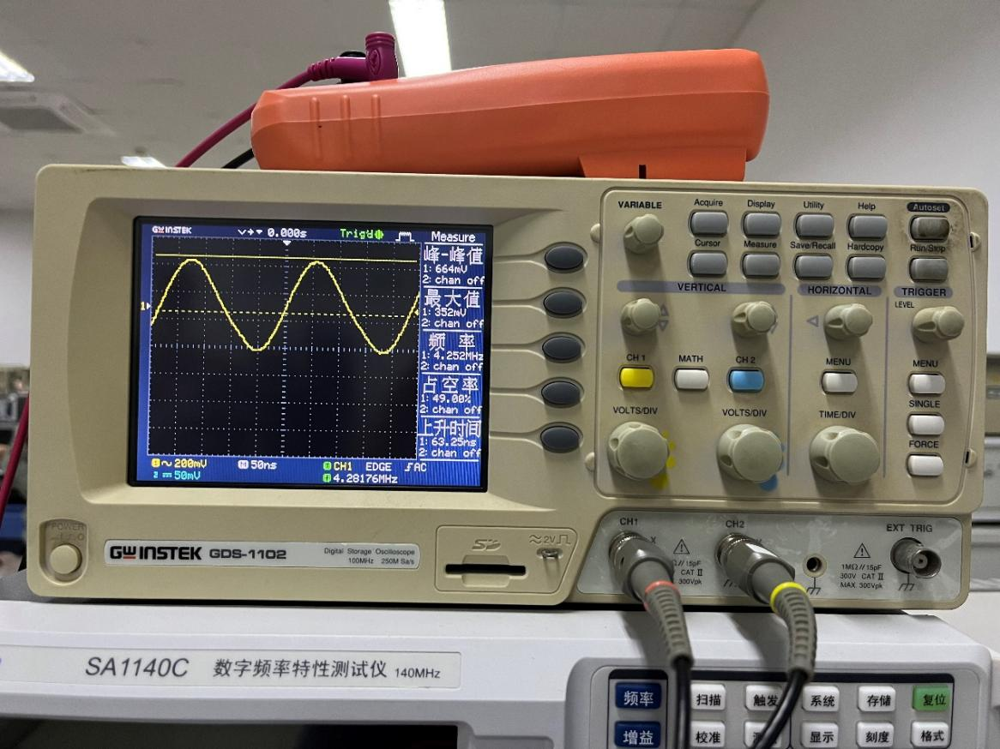 GWINSTEK
0.000s
Trig'd
Measure
峰-峰值
1: 664mV
2: chan off
最大值
1: 352mV
2: chan off
频 率
1: 4.252MHz
2: chan off
占空率
1: 49.00%
2: chan off
上升时间
1: 63.25ns
2: chan off
1
200mV
M 50ns
CH1 EDGE AC
2 50mV
4.28176MHz
VARIABLE
Acquire
Display
Utility
Help
Autoset
Cursor
Measure
Save/Recall
Hardcopy
Run/Stop
VERTICAL
HORIZONTAL
TRIGGER
LEVEL
CH 1
MATH
CH 2
MENU
MENU
SINGLE
VOLTS/DIV
VOLTS/DIV
TIME/DIV
FORCE
POWER
GWINSTEK GDS-1102
Digital Storage Oscilloscope
100MHz 250M Sa/s
SD
≈2V
CH1
X
CH2
EXT TRIG
Ω//15pF
CAT II
300Vpk
1MΩ//15pF
300V CAT II
MAX. 300Vpk
SA1140C 数字频率特性测试仪 140MHz
频率
扫描
触发
系统
存储
复位
增益
校准
显示
刻度
格式